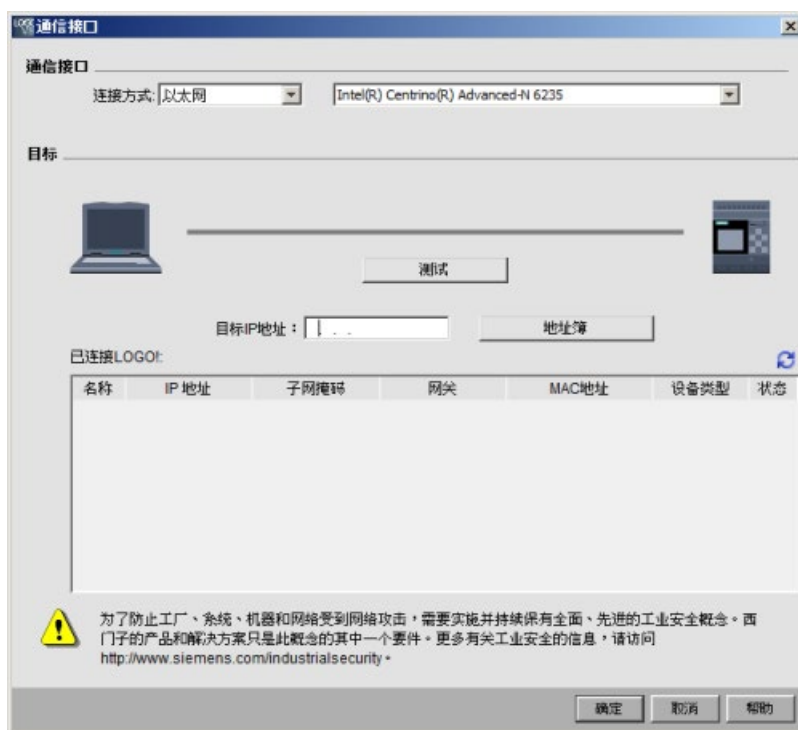 通信接口
通信接口
连接方式: 以太网 Intel(R) Centrino(R) Advanced-N 6235
目标
测试
目标IP地址： . . . 地址簿
已连接LOGO!:
名称 IP 地址 子网掩码 网关 MAC地址 设备类型 状态
为了防止工厂、系统、机器和网络受到网络攻击，需要实施并持续保有全面、先进的工业安全概念。西
门子的产品和解决方案只是此概念的其中一个要件。更多有关工业安全的信息，请访问
http://www.siemens.com/industrialsecurity。
确定 取消 帮助